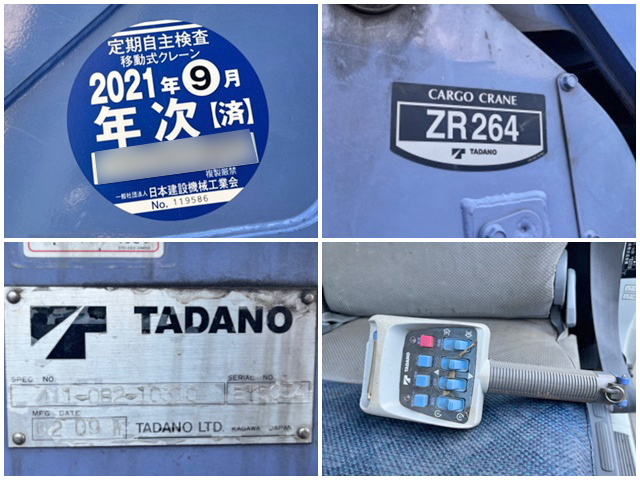 定期自主検査
移動式クレーン
2021年9月
年次【済】
複製厳禁
一般社団法人 日本建設機械工業会
No. 119586
CARGO CRANE
ZR264
TADANO
TADANO
SPEC NO.
SERIAL NO.
MFG DATE
TADANO LTD. KAGAWA JAPAN
TADANO